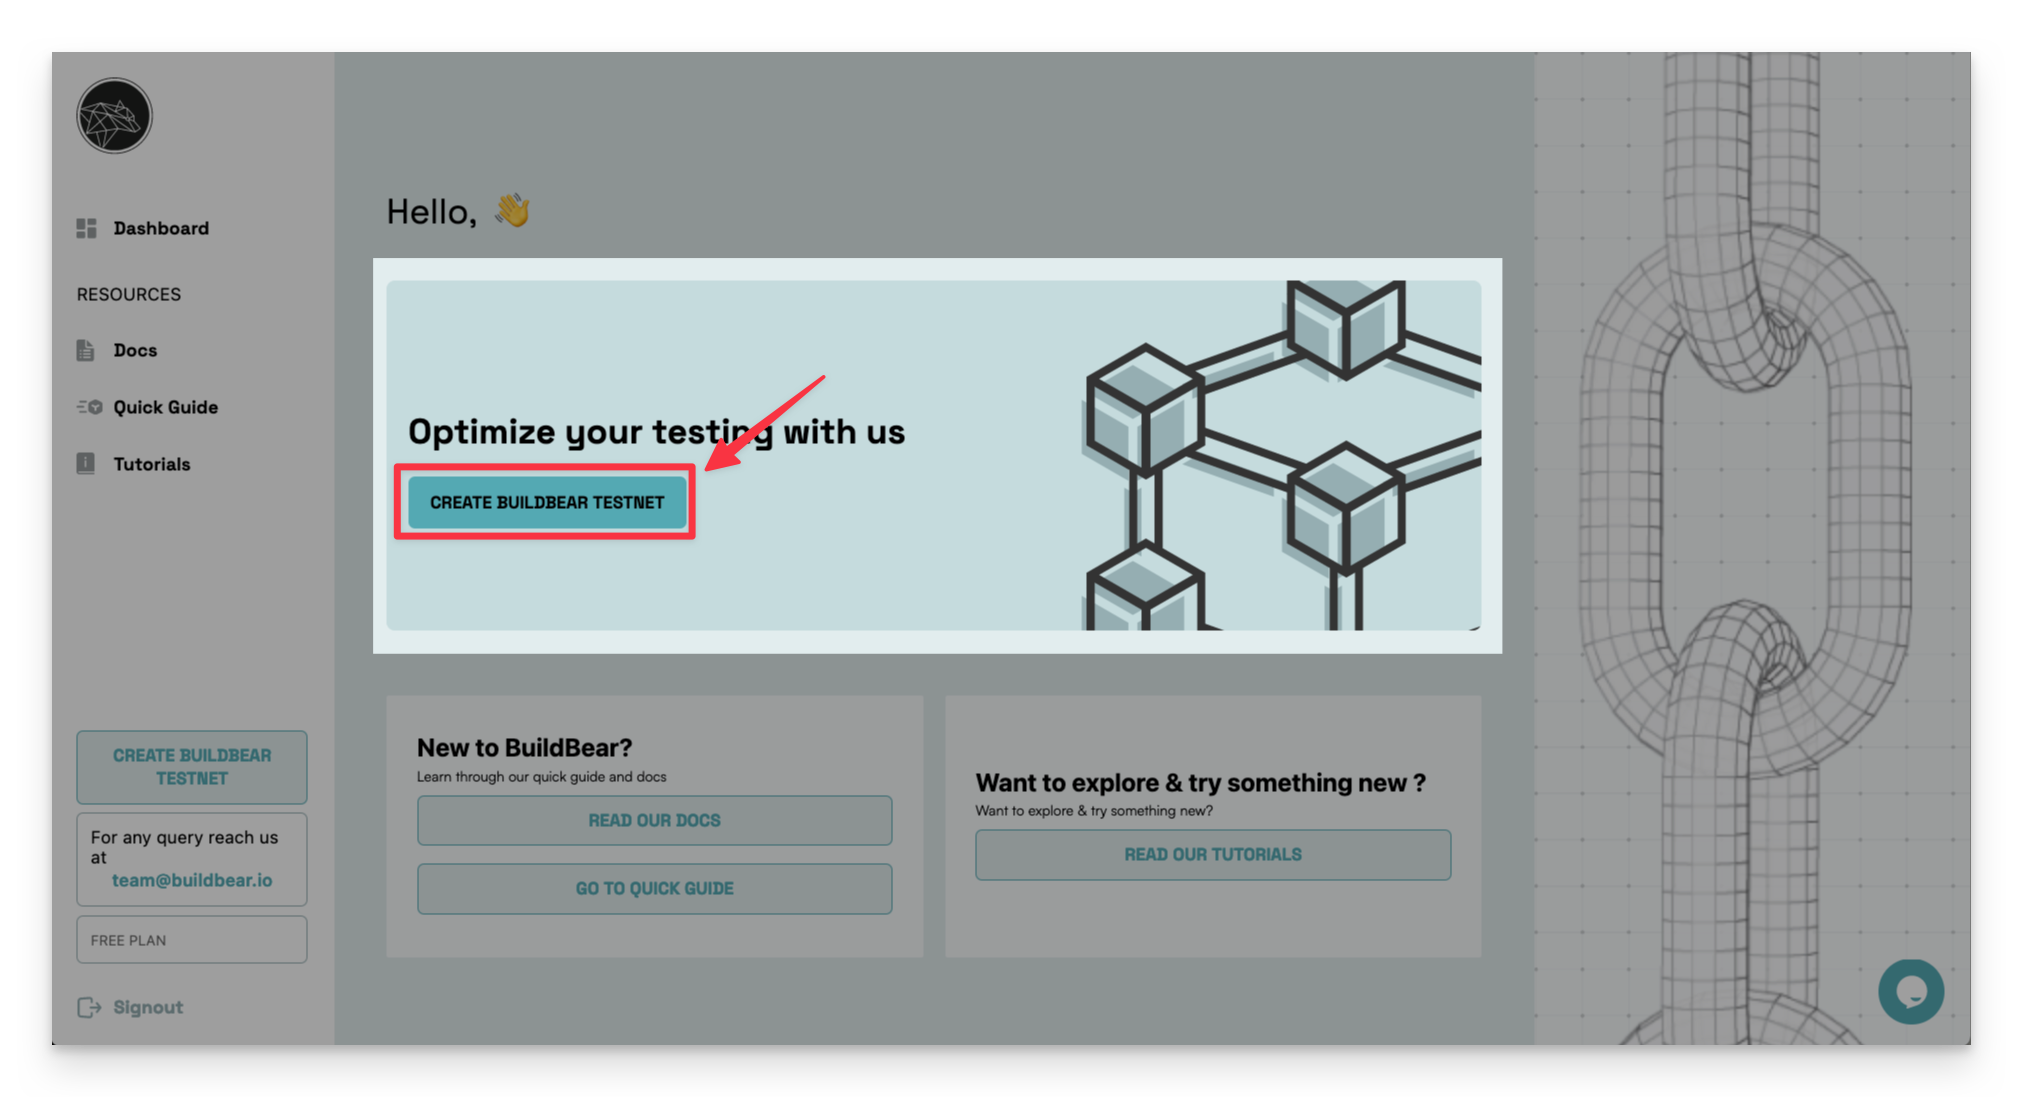 Dashboard
RESOURCES
Docs
Quick Guide
Tutorials
CREATE BUILDBEAR
TESTNET
For any query reach us
at
team@buildbear.io
FREE PLAN
Signout
Hello, 👋
Optimize your testing with us
CREATE BUILDBEAR TESTNET
New to BuildBear?
Learn through our quick guide and docs
READ OUR DOCS
GO TO QUICK GUIDE
Want to explore & try something new ?
Want to explore & try something new?
READ OUR TUTORIALS